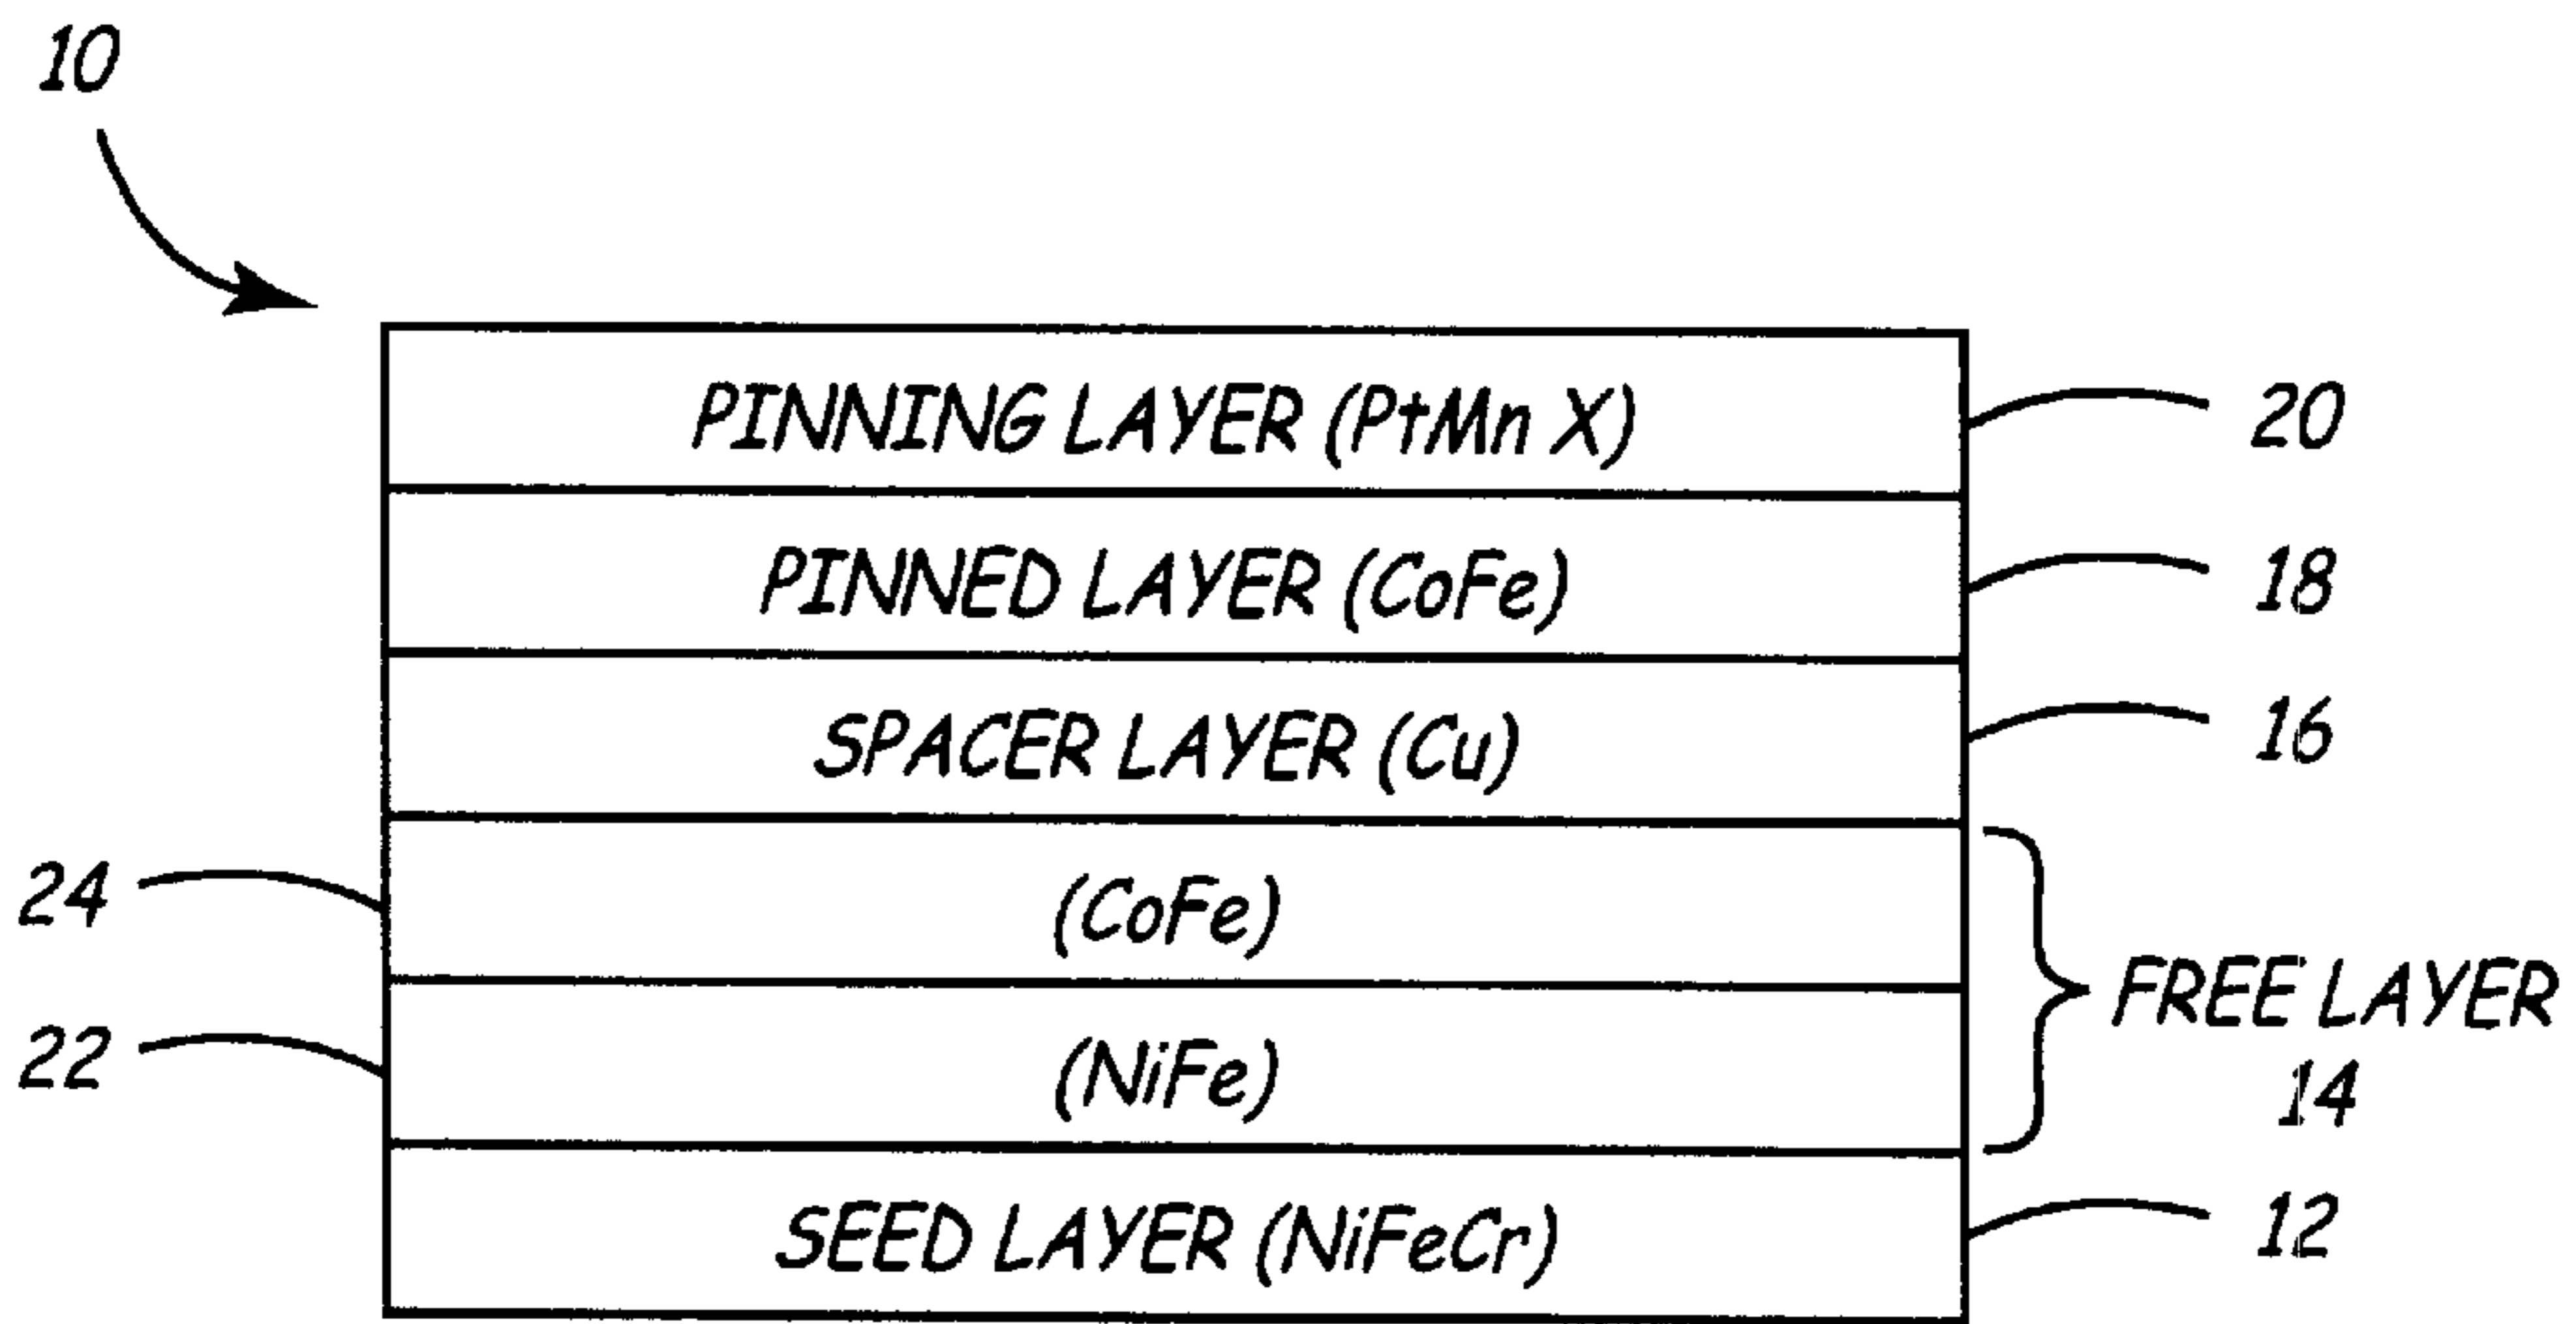 10
PINNING LAYER (PtMn X) 20
PINNED LAYER (CoFe) 18
SPACER LAYER (Cu) 16
24 (CoFe)
FREE LAYER
14
22 (NiFe)
SEED LAYER (NiFeCr) 12